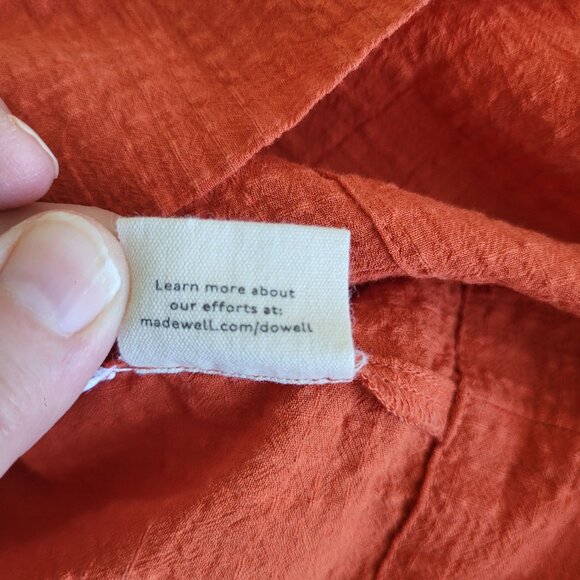 Learn more about
our efforts at:
madewell.com/dowell